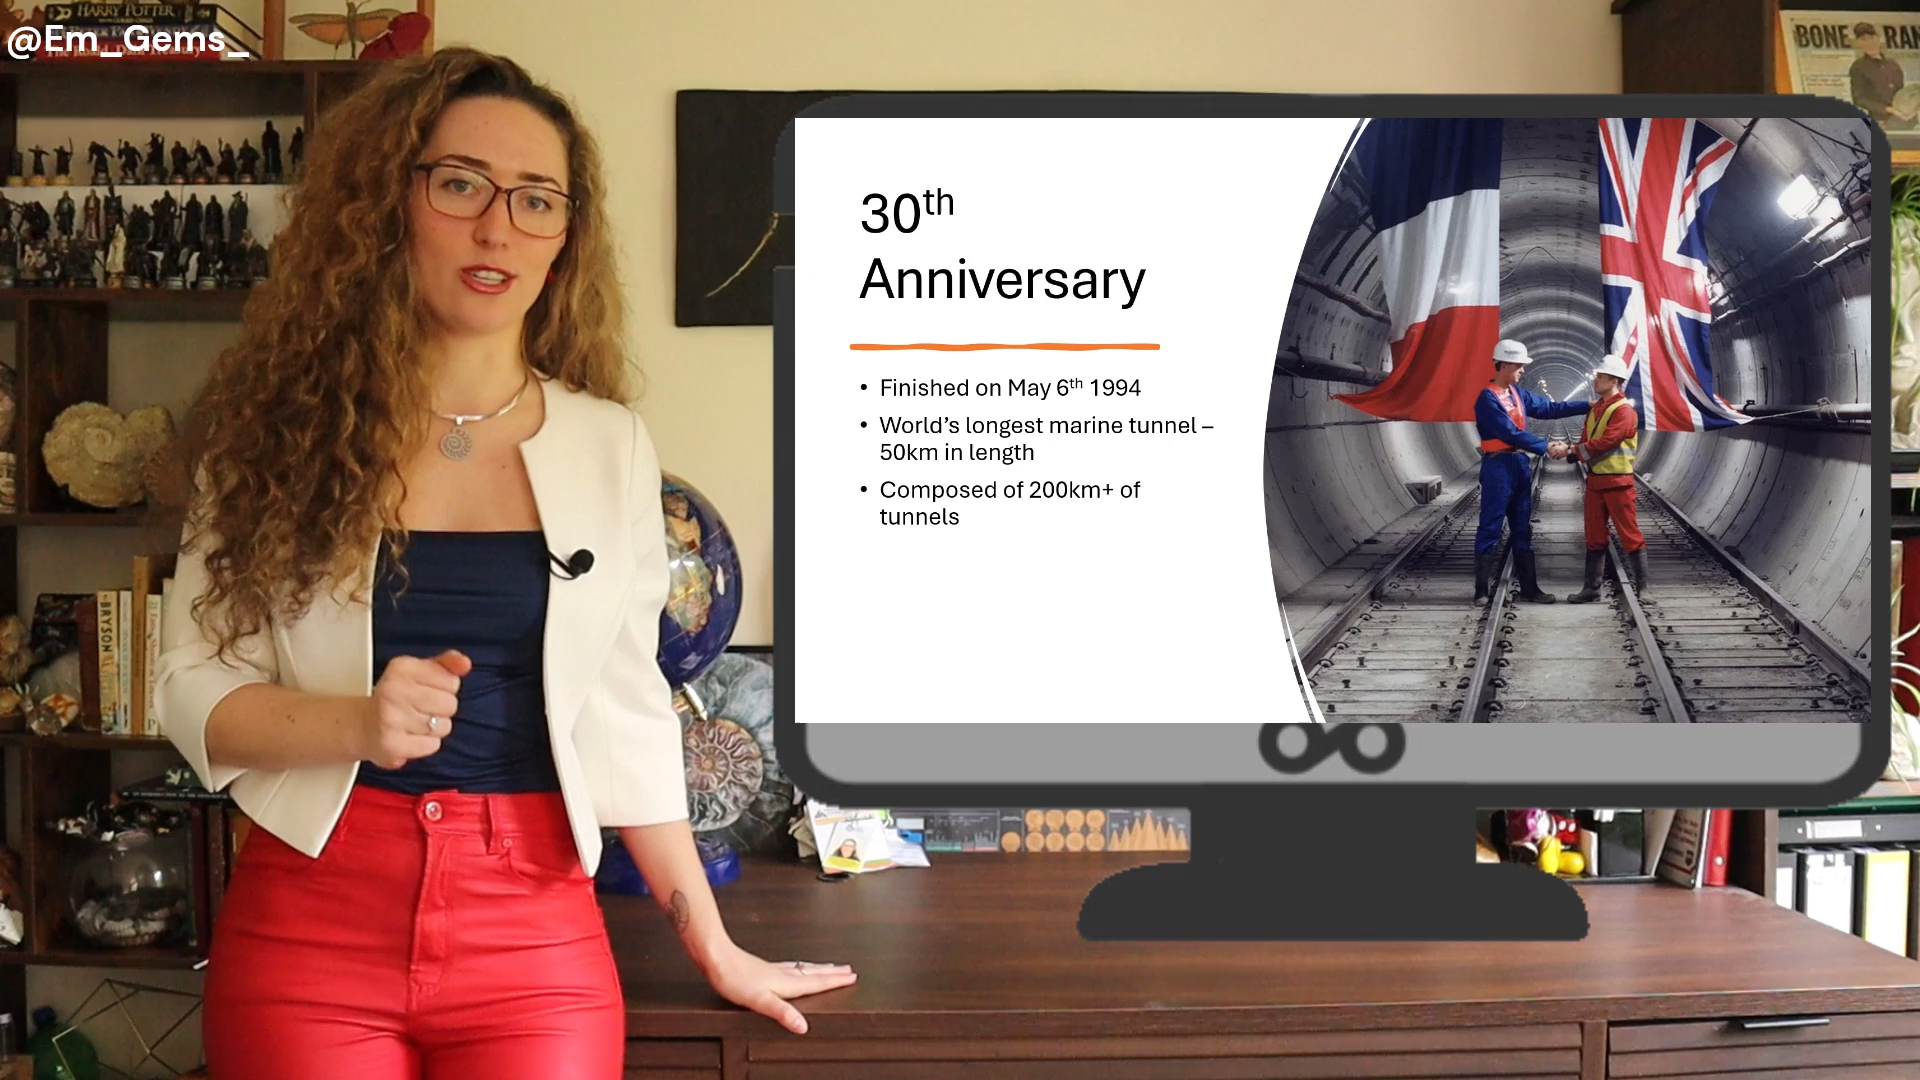 @Em_Gems_
HARRY POTTER
BONE RAN
30th
Anniversary
• Finished on May 6th 1994
• World's longest marine tunnel –
50km in length
• Composed of 200km+ of
tunnels
BRYSON